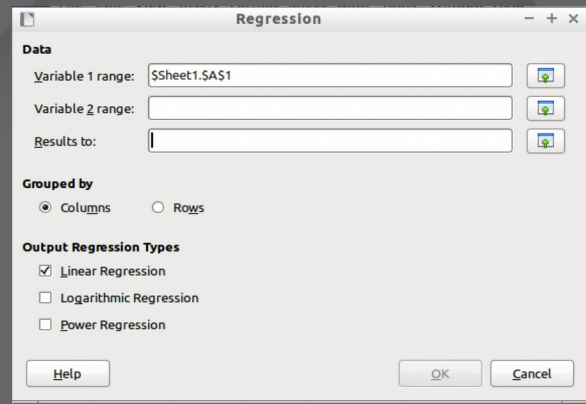 Regression
Data
Variable 1 range: $Sheet1.$A$1
Variable 2 range:
Results to:
Grouped by
Columns Rows
Output Regression Types
Linear Regression
Logarithmic Regression
Power Regression
Help OK Cancel